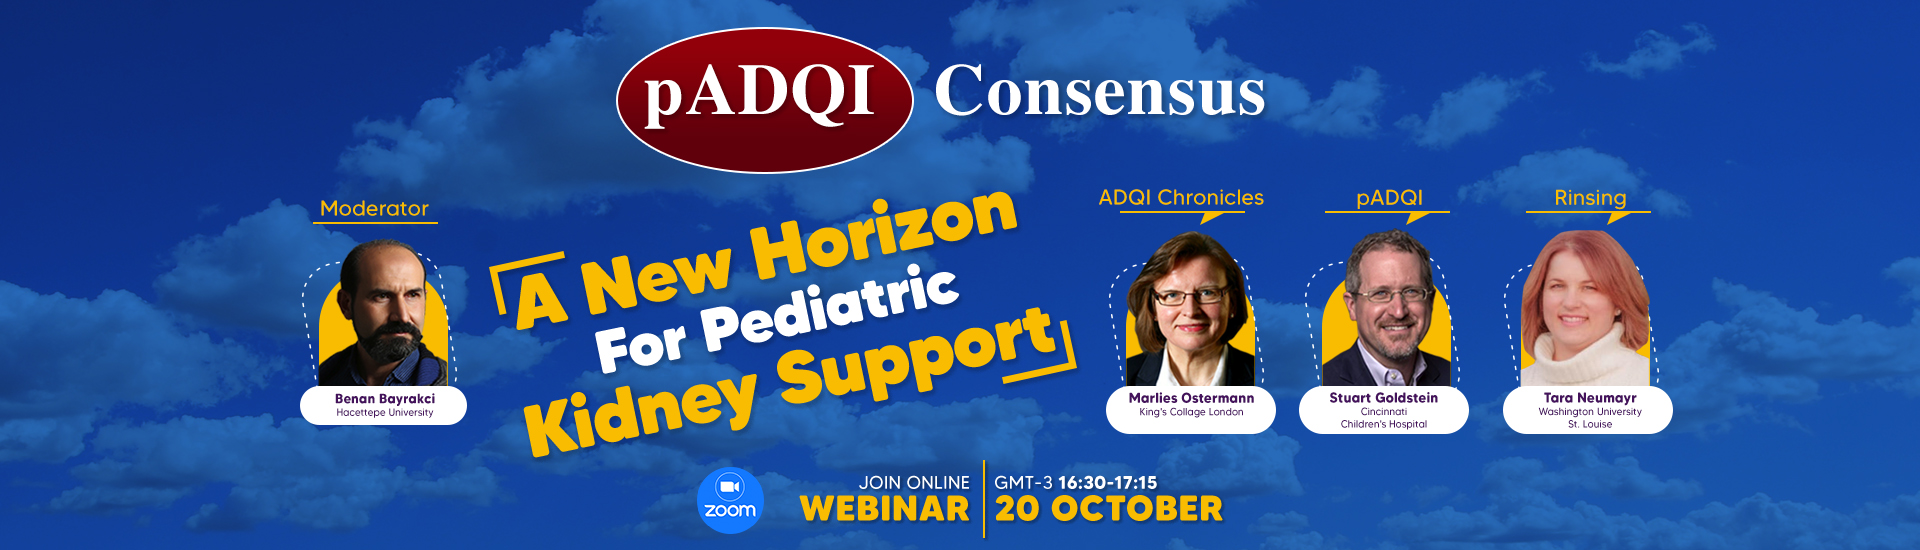 pADQI Consensus
Moderator
Benan Bayrakci
Hacettepe University
A New Horizon
For Pediatric
Kidney Support
ADQI Chronicles
Marlies Ostermann
King's Collage London
pADQI
Stuart Goldstein
Cincinnati
Children's Hospital
Rinsing
Tara Neumayr
Washington University
St. Louise
zoom
JOIN ONLINE
WEBINAR
GMT-3 16:30-17:15
20 OCTOBER